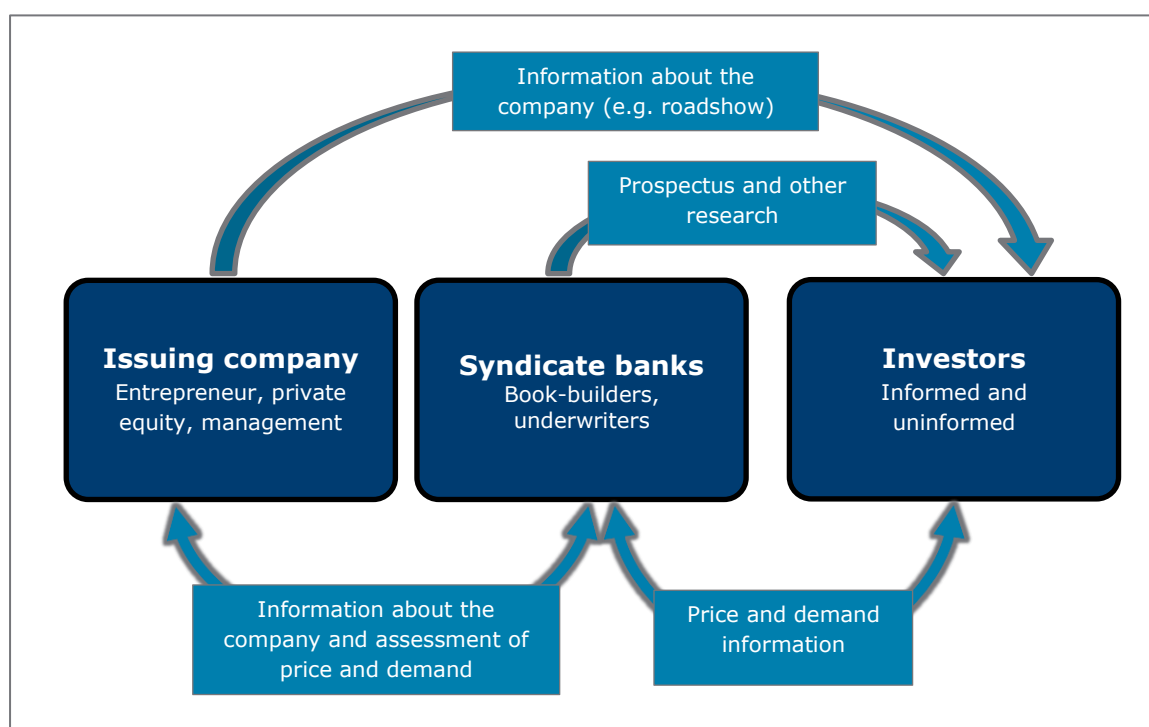 Information about the
company (e.g. roadshow)
Prospectus and other
research
Issuing company
Entrepreneur, private
equity, management
Syndicate banks
Book-builders,
underwriters
Investors
Informed and
uninformed
Information about the
company and assessment of
price and demand
Price and demand
information